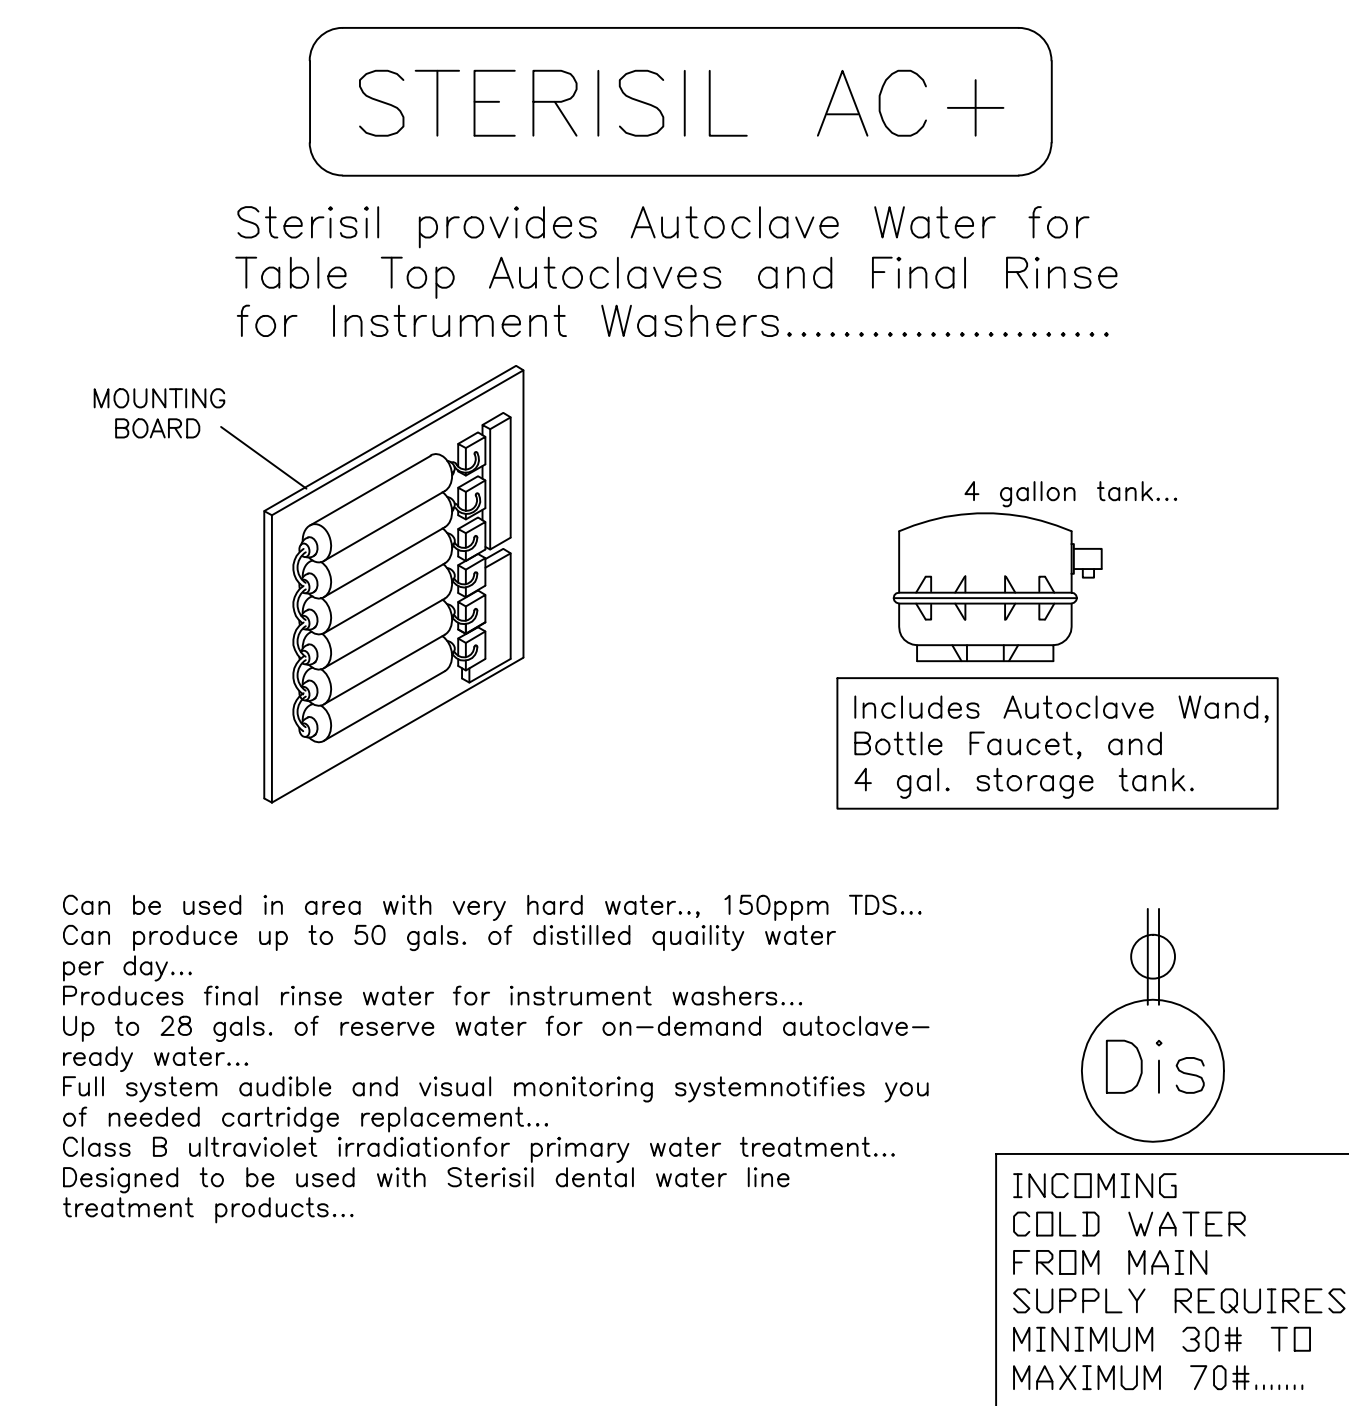 STERISIL AC+
Sterisil provides Autoclave Water for
Table Top Autoclaves and Final Rinse
for Instrument Washers.......................
MOUNTING
BOARD
4 gallon tank...
Includes Autoclave Wand,
Bottle Faucet, and
4 gal. storage tank.
Can be used in area with very hard water.., 150ppm TDS...
Can produce up to 50 gals. of distilled quaility water
per day...
Produces final rinse water for instrument washers...
Up to 28 gals. of reserve water for on-demand autoclave-
ready water...
Full system audible and visual monitoring systemnotifies you
of needed cartridge replacement...
Class B ultraviolet irradiationfor primary water treatment...
Designed to be used with Sterisil dental water line
treatment products...
Dis
INCOMING
COLD WATER
FROM MAIN
SUPPLY REQUIRES
MINIMUM 30# TO
MAXIMUM 70#.......